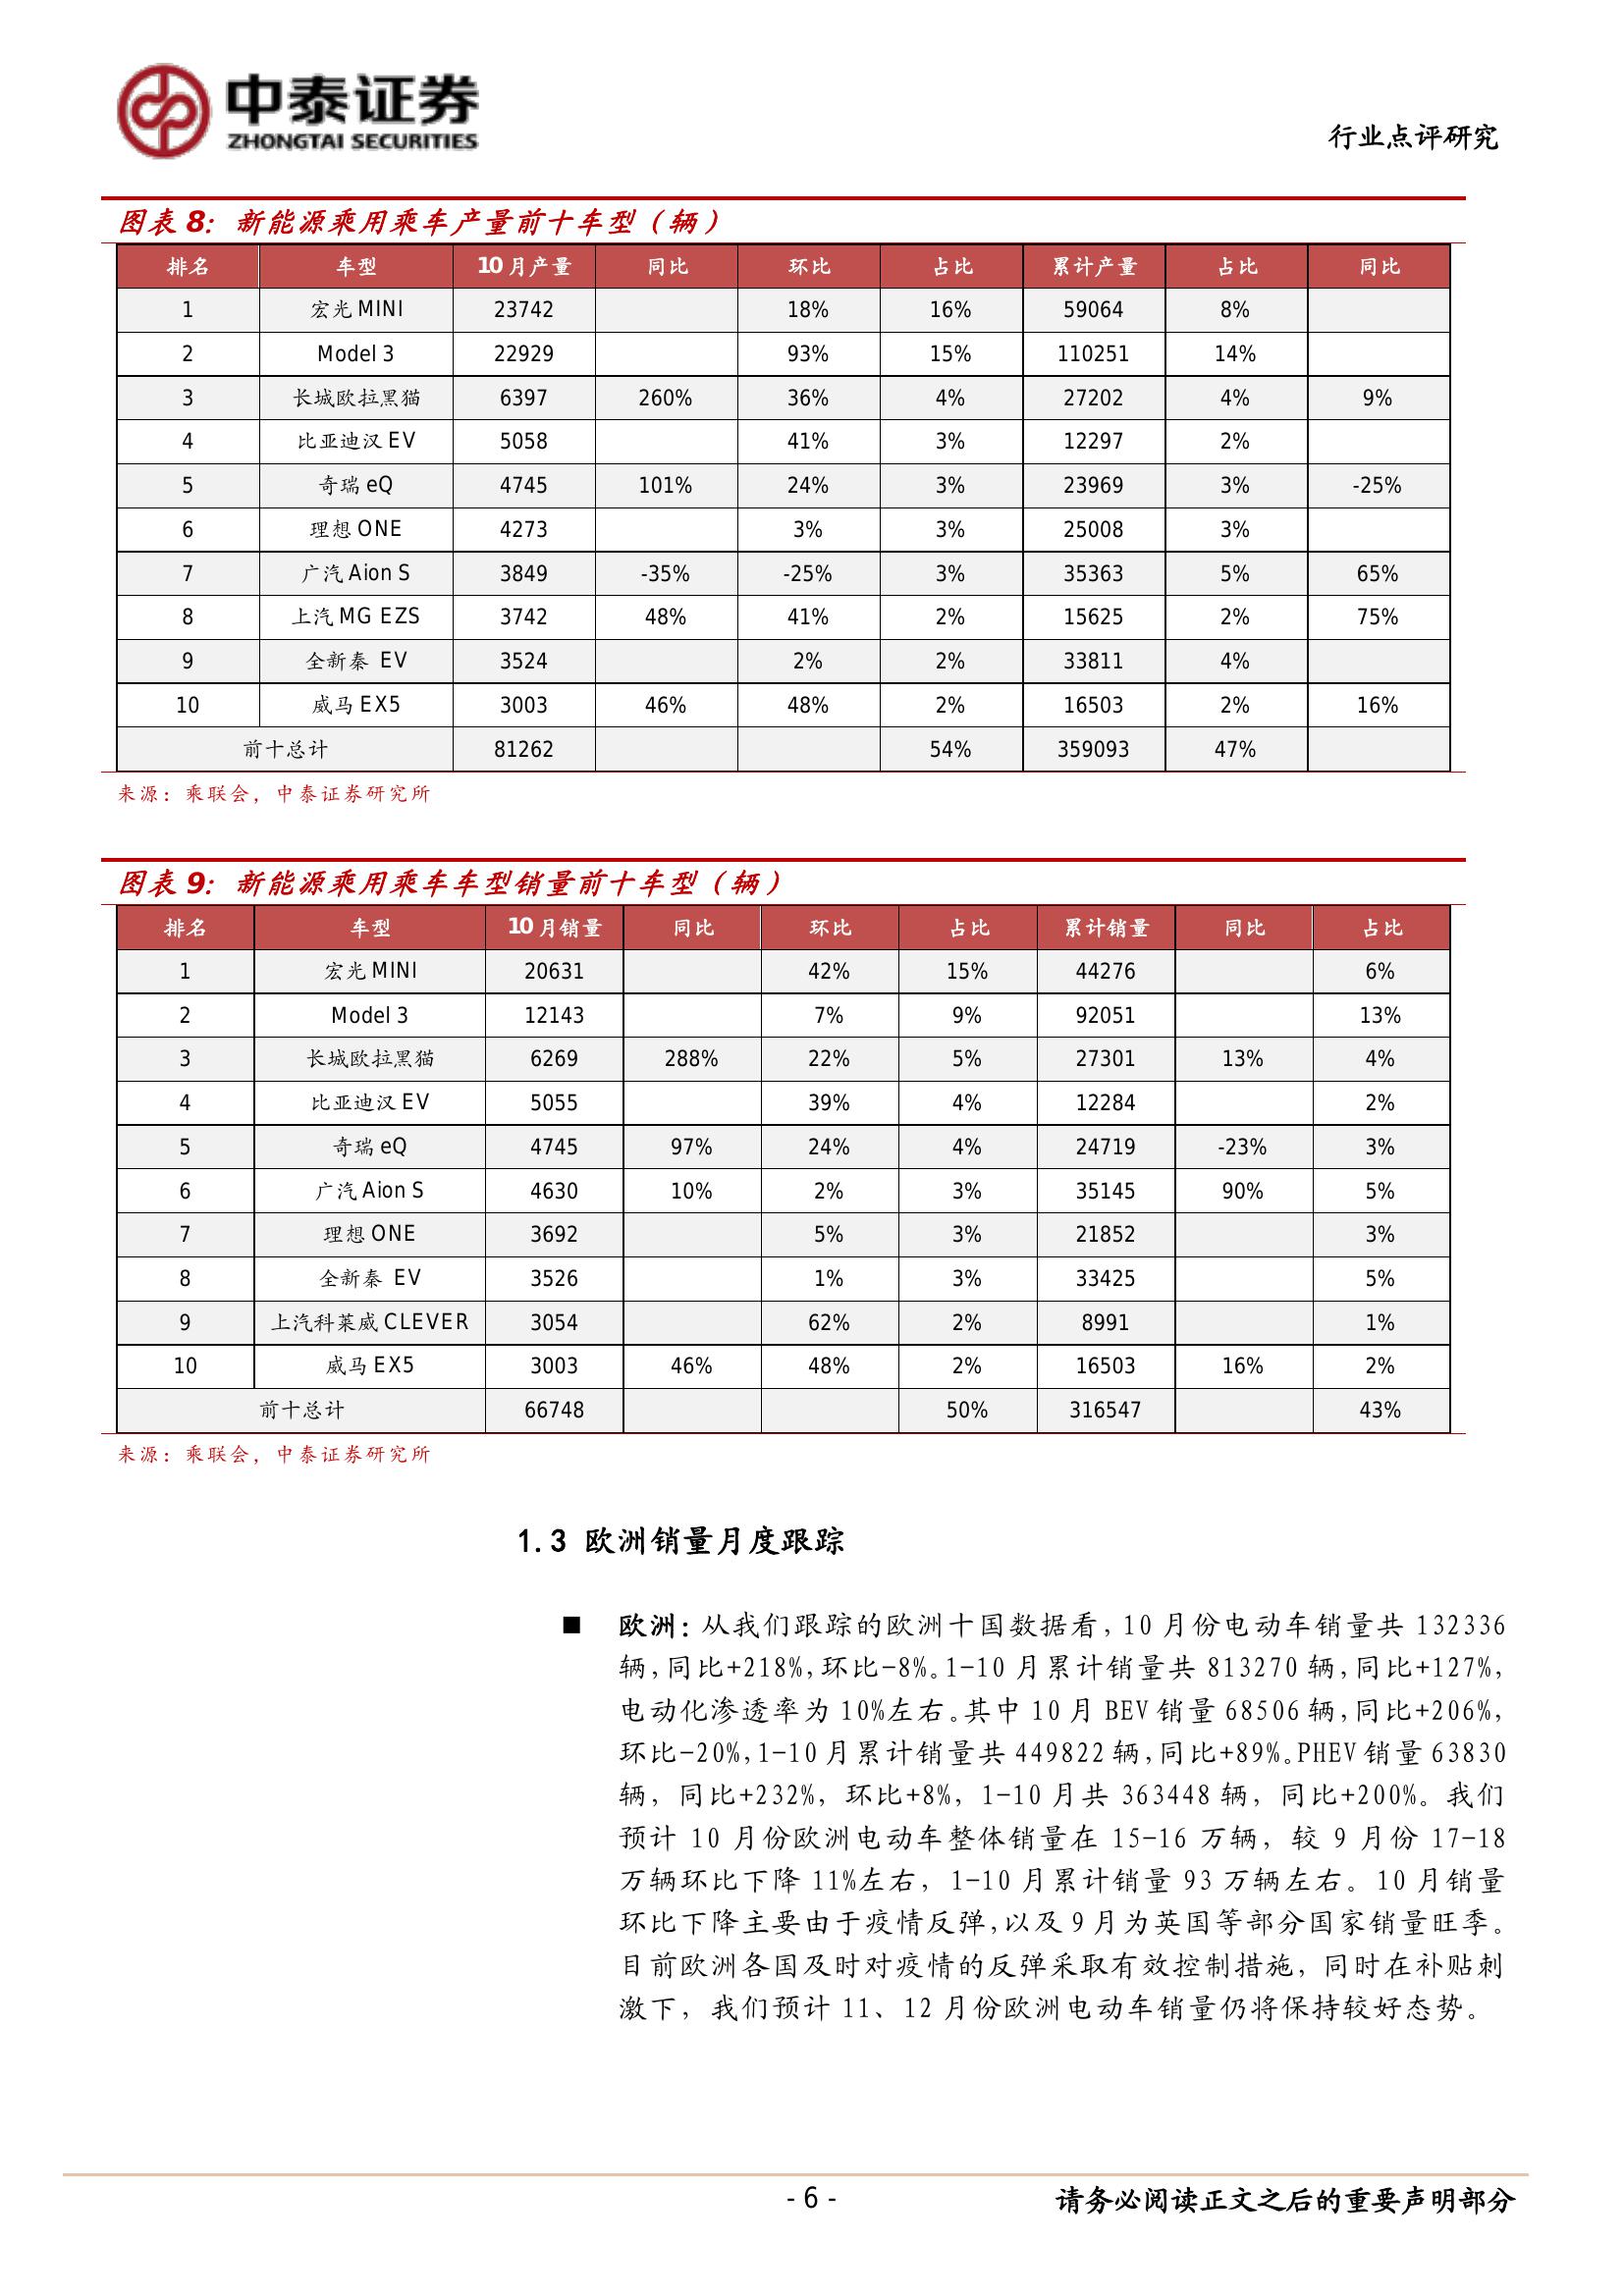 中泰证券
ZHONGTAI SECURITIES
行业点评研究
图表 8：新能源乘用乘车产量前十车型（辆）
排名 车型 10 月产量 同比 环比 占比 累计产量 占比 同比
1 宏光 MINI 23742 18% 16% 59064 8%
2 Model 3 22929 93% 15% 110251 14%
3 长城欧拉黑猫 6397 260% 36% 4% 27202 4% 9%
4 比亚迪汉 EV 5058 41% 3% 12297 2%
5 奇瑞 eQ 4745 101% 24% 3% 23969 3% -25%
6 理想 ONE 4273 3% 3% 25008 3%
7 广汽 Aion S 3849 -35% -25% 3% 35363 5% 65%
8 上汽 MG EZS 3742 48% 41% 2% 15625 2% 75%
9 全新秦 EV 3524 2% 2% 33811 4%
10 威马 EX5 3003 46% 48% 2% 16503 2% 16%
前十总计 81262 54% 359093 47%
来源：乘联会，中泰证券研究所
图表 9：新能源乘用乘车车型销量前十车型（辆）
排名 车型 10 月销量 同比 环比 占比 累计销量 同比 占比
1 宏光 MINI 20631 42% 15% 44276 6%
2 Model 3 12143 7% 9% 92051 13%
3 长城欧拉黑猫 6269 288% 22% 5% 27301 13% 4%
4 比亚迪汉 EV 5055 39% 4% 12284 2%
5 奇瑞 eQ 4745 97% 24% 4% 24719 -23% 3%
6 广汽 Aion S 4630 10% 2% 3% 35145 90% 5%
7 理想 ONE 3692 5% 3% 21852 3%
8 全新秦 EV 3526 1% 3% 33425 5%
9 上汽科莱威 CLEVER 3054 62% 2% 8991 1%
10 威马 EX5 3003 46% 48% 2% 16503 16% 2%
前十总计 66748 50% 316547 43%
来源：乘联会，中泰证券研究所
1.3 欧洲销量月度跟踪
■ 欧洲：从我们跟踪的欧洲十国数据看，10 月份电动车销量共 132336
辆，同比+218%，环比-8%。1-10 月累计销量共 813270 辆，同比+127%，
电动化渗透率为 10%左右。其中 10 月 BEV 销量 68506 辆，同比+206%，
环比-20%，1-10 月累计销量共 449822 辆，同比+89%。PHEV 销量 63830
辆，同比+232%，环比+8%，1-10 月共 363448 辆，同比+200%。我们
预计 10 月份欧洲电动车整体销量在 15-16 万辆，较 9 月份 17-18
万辆环比下降 11%左右，1-10 月累计销量 93 万辆左右。10 月销量
环比下降主要由于疫情反弹，以及 9 月为英国等部分国家销量旺季。
目前欧洲各国及时对疫情的反弹采取有效控制措施，同时在补贴刺
激下，我们预计 11、12 月份欧洲电动车销量仍将保持较好态势。
- 6 -
请务必阅读正文之后的重要声明部分